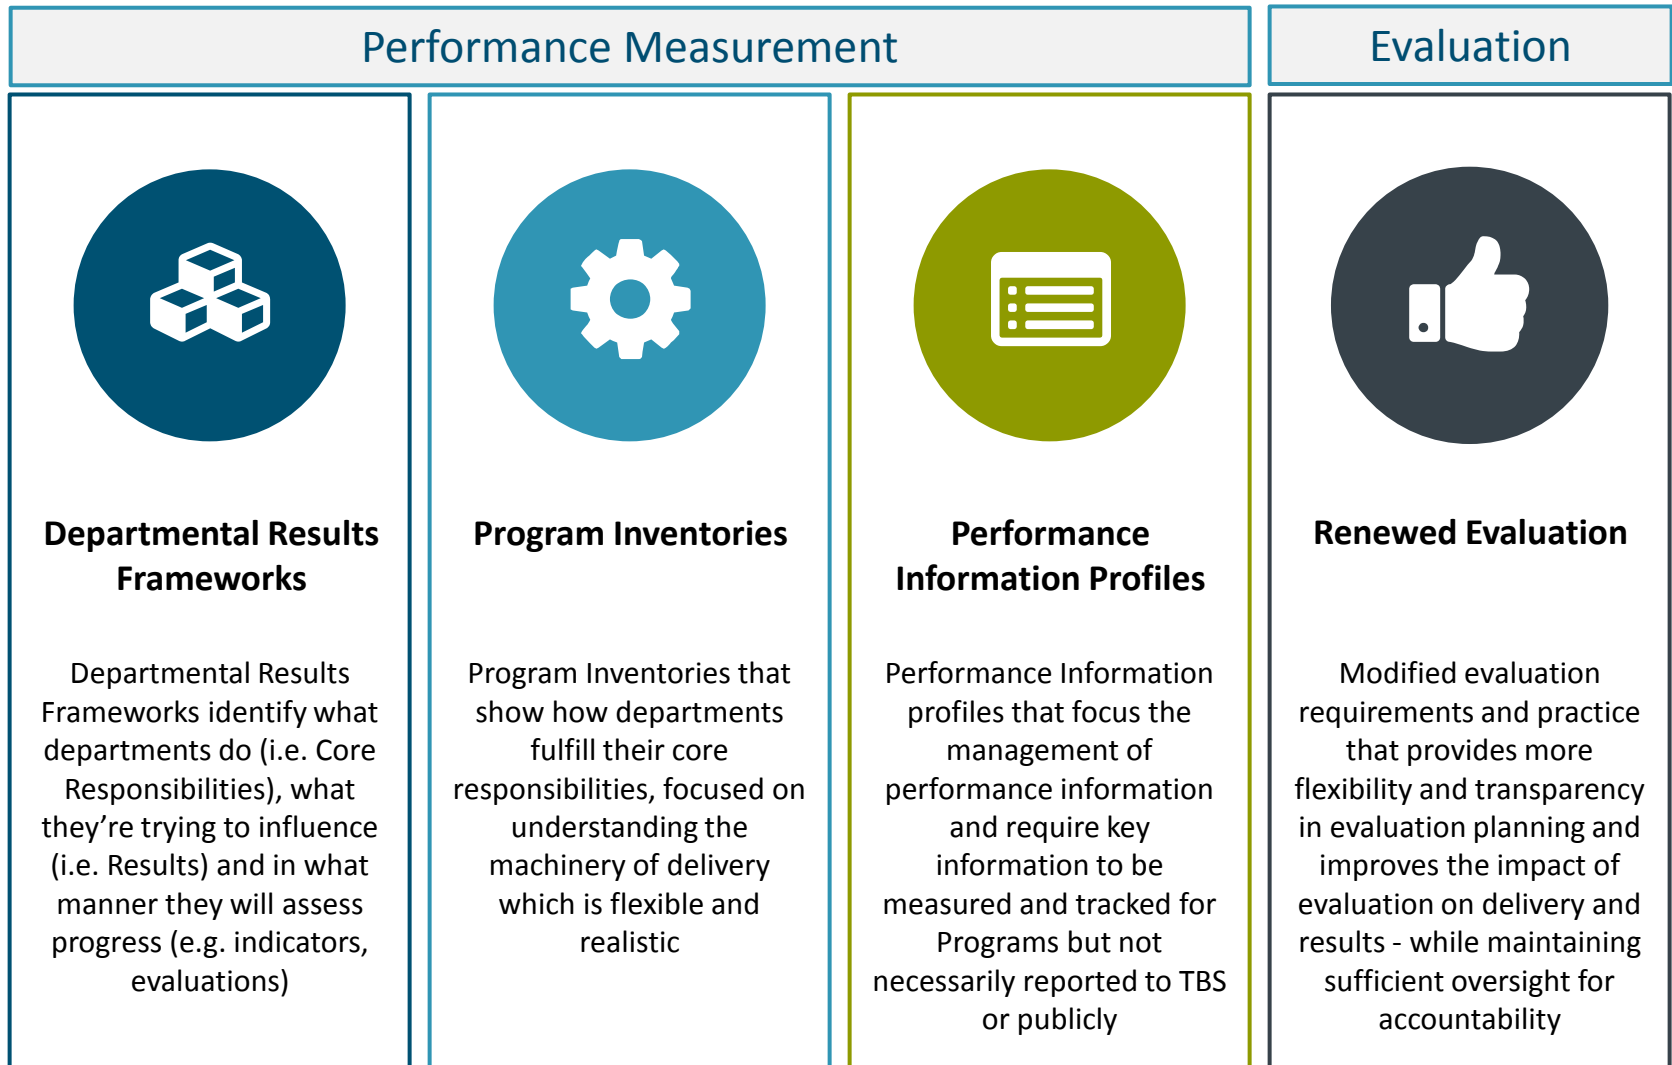 Performance Measurement
Evaluation
Departmental Results
Frameworks
Departmental Results
Frameworks identify what
departments do (i.e. Core
Responsibilities), what
they’re trying to influence
(i.e. Results) and in what
manner they will assess
progress (e.g. indicators,
evaluations)
Program Inventories
Program Inventories that
show how departments
fulfill their core
responsibilities, focused on
understanding the
machinery of delivery
which is flexible and
realistic
Performance
Information Profiles
Performance Information
profiles that focus the
management of
performance information
and require key
information to be
measured and tracked for
Programs but not
necessarily reported to TBS
or publicly
Renewed Evaluation
Modified evaluation
requirements and practice
that provides more
flexibility and transparency
in evaluation planning and
improves the impact of
evaluation on delivery and
results - while maintaining
sufficient oversight for
accountability